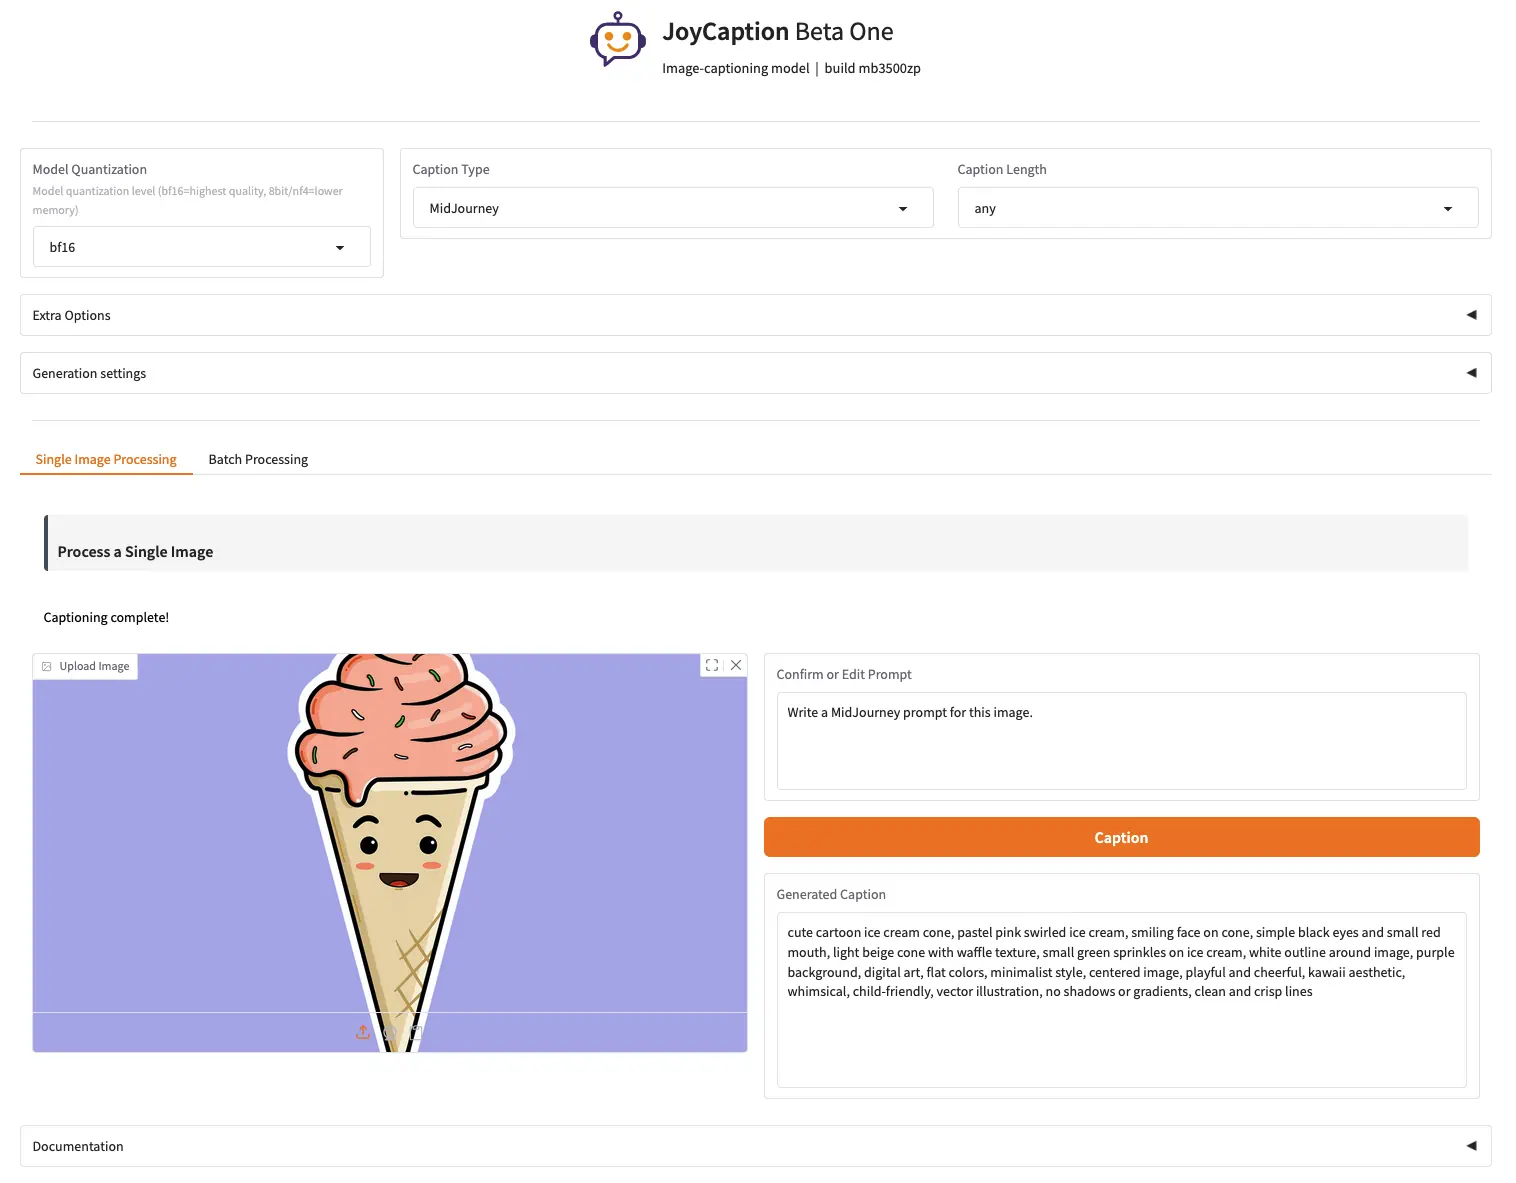 JoyCaption Beta One
Image-captioning model | build mb3500zp
Model Quantization
Model quantization level (bf16=highest quality, 8bit/nf4=lower
memory)
bf16
Caption Type
MidJourney
Caption Length
any
Extra Options
Generation settings
Single Image Processing
Batch Processing
Process a Single Image
Captioning complete!
Upload Image
Confirm or Edit Prompt
Write a MidJourney prompt for this image.
Caption
Generated Caption
cute cartoon ice cream cone, pastel pink swirled ice cream, smiling face on cone, simple black eyes and small red
mouth, light beige cone with waffle texture, small green sprinkles on ice cream, white outline around image, purple
background, digital art, flat colors, minimalist style, centered image, playful and cheerful, kawaii aesthetic,
whimsical, child-friendly, vector illustration, no shadows or gradients, clean and crisp lines
Documentation